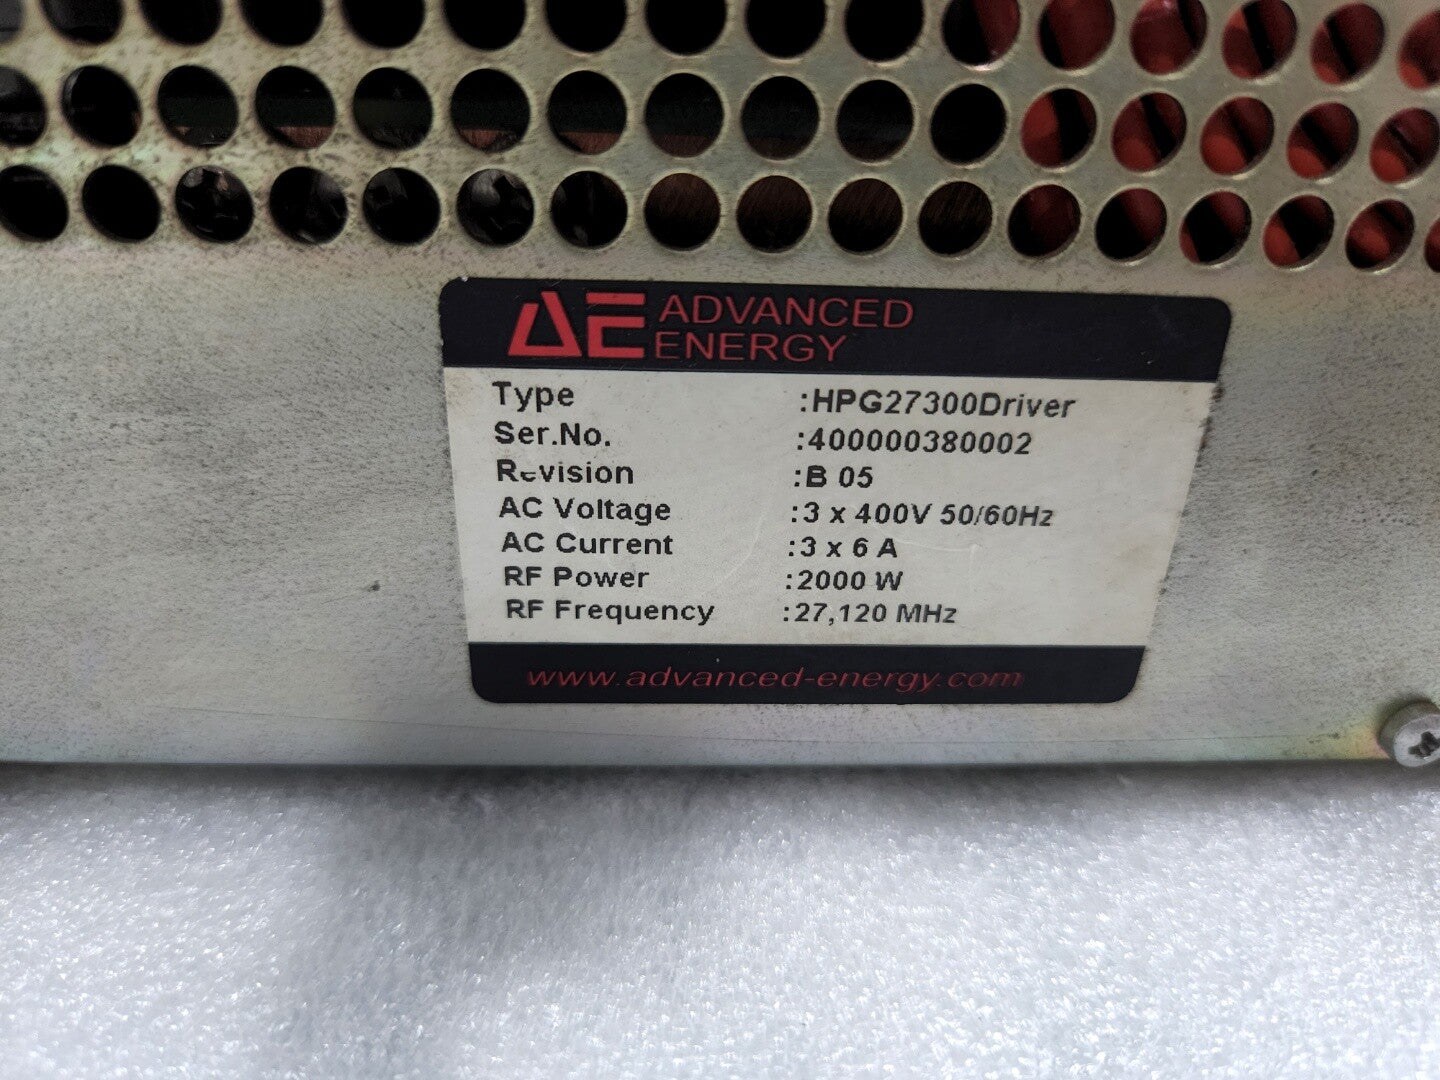 AE ADVANCED
ENERGY
Type :HPG27300Driver
Ser.No. :400000380002
Revision :B 05
AC Voltage :3 x 400V 50/60Hz
AC Current :3 x 6 A
RF Power :2000 W
RF Frequency :27,120 MHz
www.advanced-energy.com